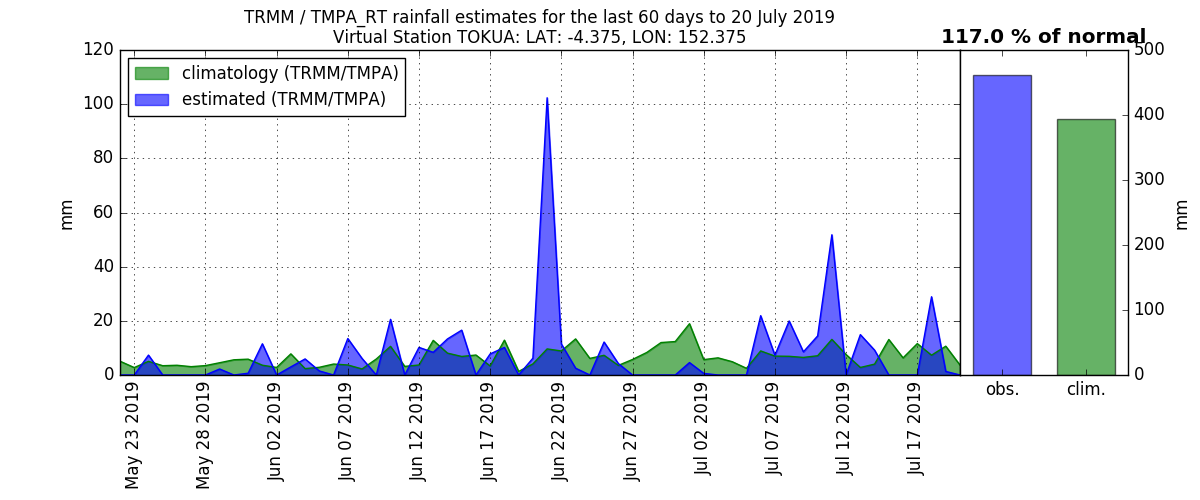 TRMM / TMPA_RT rainfall estimates for the last 60 days to 20 July 2019
Virtual Station TOKUA: LAT: -4.375, LON: 152.375
117.0 % of normal
climatology (TRMM/TMPA)
estimated (TRMM/TMPA)
mm
120
100
80
60
40
20
0
May 23 2019
May 28 2019
Jun 02 2019
Jun 07 2019
Jun 12 2019
Jun 17 2019
Jun 22 2019
Jun 27 2019
Jul 02 2019
Jul 07 2019
Jul 12 2019
Jul 17 2019
500
400
300
200
100
0
mm
obs.
clim.